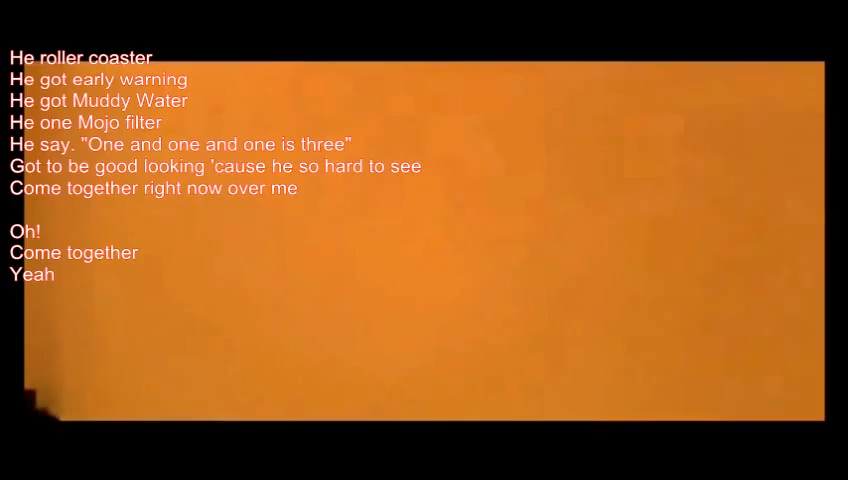 He roller coaster
He got early warning
He got Muddy Water
He one Mojo filter
He say. "One and one and one is three"
Got to be good looking 'cause he so hard to see
Come together right now over me
Oh!
Come together
Yeah